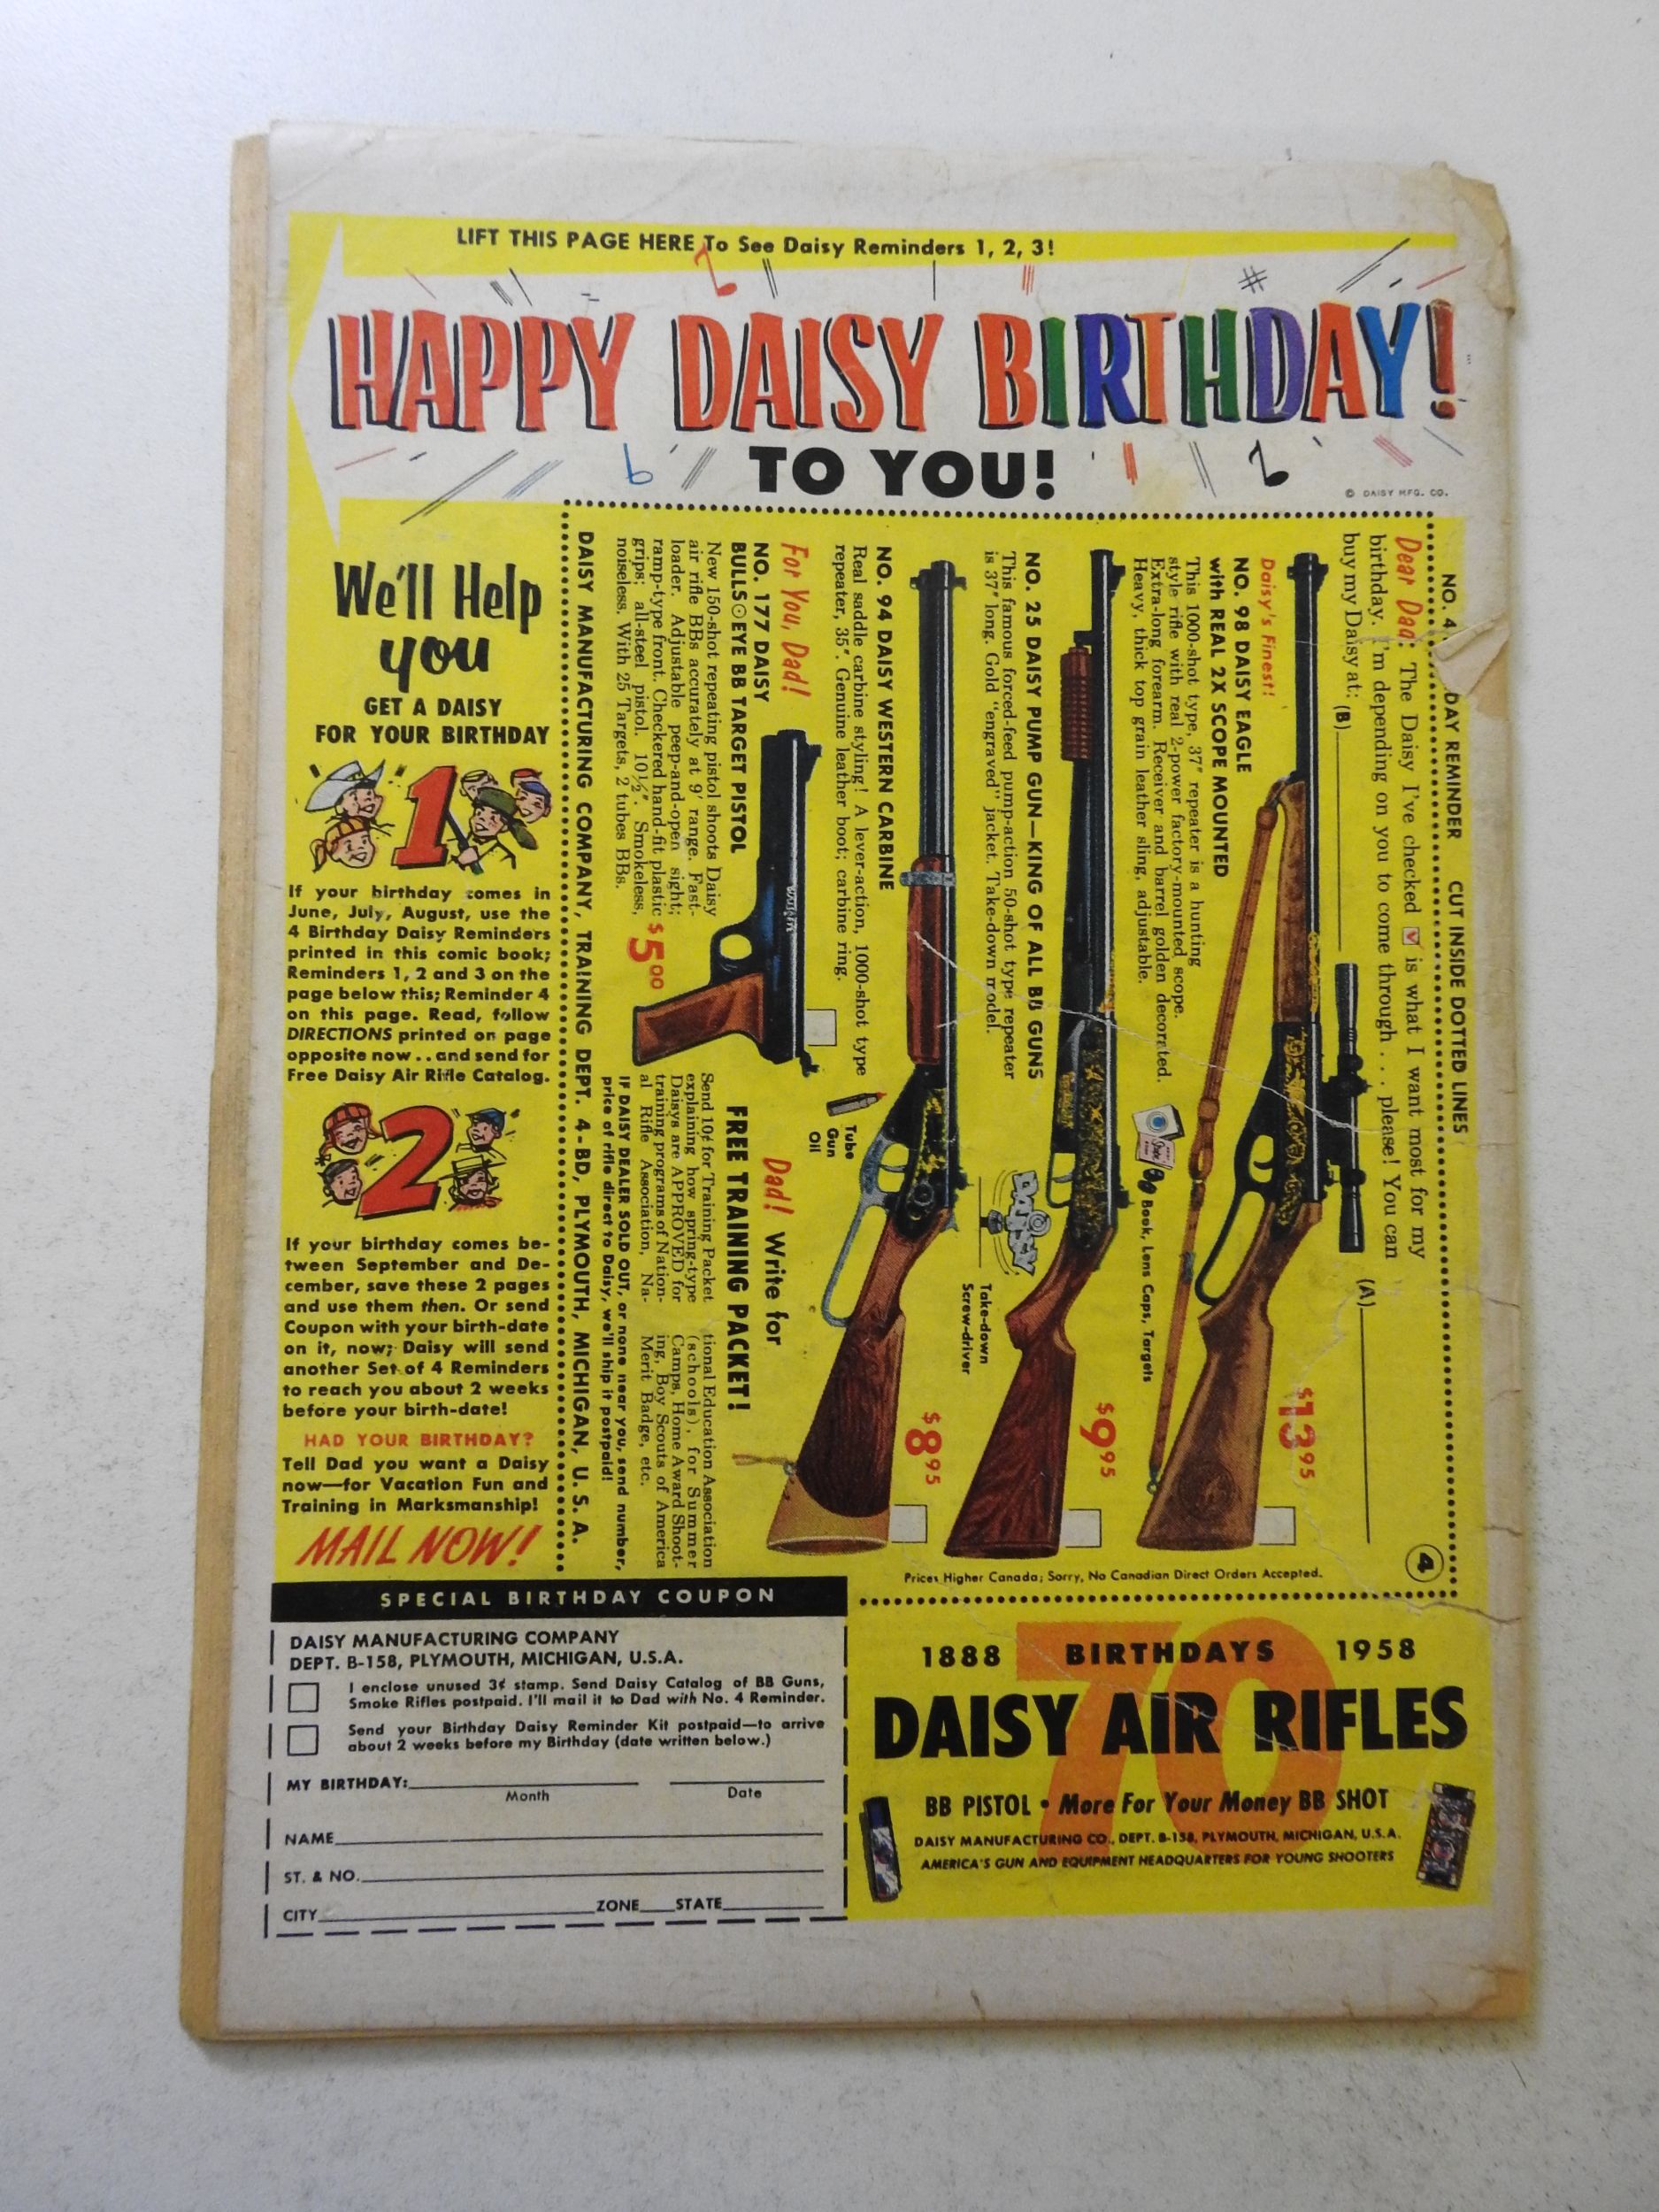 LIFT THIS PAGE HERE To See Daisy Reminders 1, 2, 3!
HAPPY DAISY BIRTHDAY!
TO YOU!
© DAISY MFG. CO.
We'll Help
you
GET A DAISY
FOR YOUR BIRTHDAY
1
If your birthday comes in
June, July, August, use the
4 Birthday Daisy Reminders
printed in this comic book;
Reminders 1, 2 and 3 on the
page below this; Reminder 4
on this page. Read, follow
DIRECTIONS printed on page
opposite now . . and send for
Free Daisy Air Rifle Catalog.
2
If your birthday comes be-
tween September and De-
cember, save these 2 pages
and use them then. Or send
Coupon with your birth-date
on it, now; Daisy will send
another Set of 4 Reminders
to reach you about 2 weeks
before your birth-date!
HAD YOUR BIRTHDAY?
Tell Dad you want a Daisy
now—for Vacation Fun and
Training in Marksmanship!
MAIL NOW!
NO. 4 DAY REMINDER CUT INSIDE DOTTED LINES
Dear Dad: The Daisy I've checked is what I want most for my
birthday. I'm depending on you to come through . . . please! You can
buy my Daisy at: (B) (A)
4
Daisy's Finest!
NO. 98 DAISY EAGLE
with REAL 2X SCOPE MOUNTED
This 1000-shot type, 37" repeater is a hunting
style rifle with real 2-power factory-mounted scope.
Extra-long forearm. Receiver and barrel golden decorated.
Heavy, thick top grain leather sling, adjustable.
Book, Lens Caps, Targets
$13.95
NO. 25 DAISY PUMP GUN—KING OF ALL BB GUNS
This famous forced-feed pump-action 50-shot type repeater
is 37" long. Gold "engraved" jacket. Take-down model.
DAISY
Take-down
Screw-driver
$9.95
NO. 94 DAISY WESTERN CARBINE
Real saddle carbine styling! A lever-action, 1000-shot type
repeater, 35". Genuine leather boot; carbine ring.
Tube
Gun
Oil
$8.95
For You, Dad!
NO. 177 DAISY
BULLS EYE BB TARGET PISTOL
New 150-shot repeating pistol shoots Daisy
air rifle BBs accurately at 9' range. Fast-
loader. Adjustable peep-and-open sight;
ramp-type front. Checkered hand-fit plastic
grips; all-steel pistol. 10½". Smokeless,
noiseless. With 25 Targets, 2 tubes BBs.
$5.00
Dad! Write for
FREE TRAINING PACKET!
Send 10¢ for Training Packet
explaining how spring-type
Daisys are APPROVED for
training programs of Nation-
al Rifle Association, Na-
tional Education Association
(schools), for Summer
Camps, Home Award Shoot-
ing, Boy Scouts of America
Merit Badge, etc.
IF DAISY DEALER SOLD OUT, or none near you, send number,
price of rifle direct to Daisy, we'll ship it postpaid!
DAISY MANUFACTURING COMPANY, TRAINING DEPT. 4-BD, PLYMOUTH, MICHIGAN, U. S. A.
Prices Higher Canada; Sorry, No Canadian Direct Orders Accepted.
SPECIAL BIRTHDAY COUPON
DAISY MANUFACTURING COMPANY
DEPT. B-158, PLYMOUTH, MICHIGAN, U.S.A.
I enclose unused 3¢ stamp. Send Daisy Catalog of BB Guns,
Smoke Rifles postpaid. I'll mail it to Dad with No. 4 Reminder.
Send your Birthday Daisy Reminder Kit postpaid—to arrive
about 2 weeks before my Birthday (date written below.)
MY BIRTHDAY:
Month Date
NAME
ST. & NO.
CITY ZONE STATE
70
1888 BIRTHDAYS 1958
DAISY AIR RIFLES
BB PISTOL • More For Your Money BB SHOT
DAISY MANUFACTURING CO., DEPT. B-158, PLYMOUTH, MICHIGAN, U.S.A.
AMERICA'S GUN AND EQUIPMENT HEADQUARTERS FOR YOUNG SHOOTERS